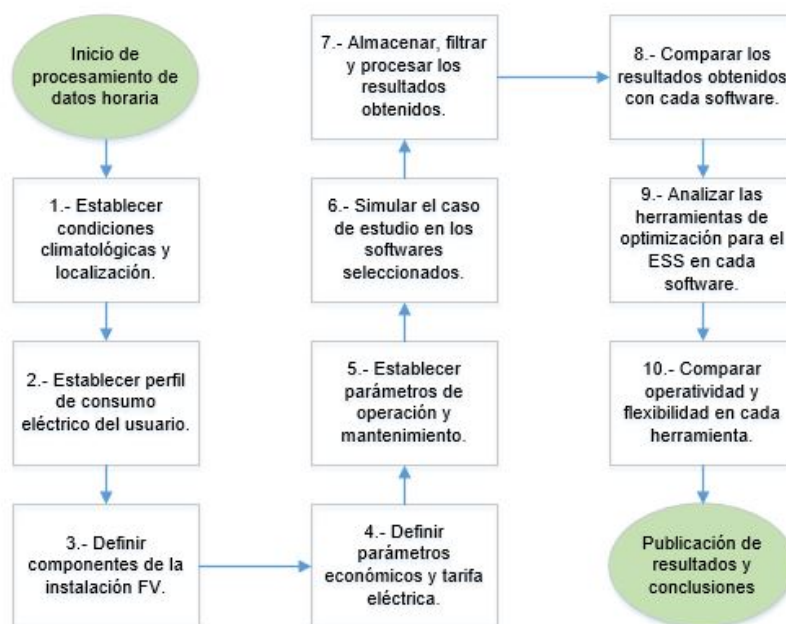 Inicio de
procesamiento de
datos horaria
1.- Establecer
condiciones
climatológicas y
localización.
2.- Establecer perfil
de consumo
eléctrico del usuario.
3.- Definir
componentes de la
instalación FV.
4.- Definir
parámetros
económicos y tarifa
eléctrica.
5.- Establecer
parámetros de
operación y
mantenimiento.
6.- Simular el caso
de estudio en los
softwares
seleccionados.
7.- Almacenar, filtrar
y procesar los
resultados
obtenidos.
8.- Comparar los
resultados obtenidos
con cada software.
9.- Analizar las
herramientas de
optimización para el
ESS en cada
software.
10.- Comparar
operatividad y
flexibilidad en cada
herramienta.
Publicación de
resultados y
conclusiones